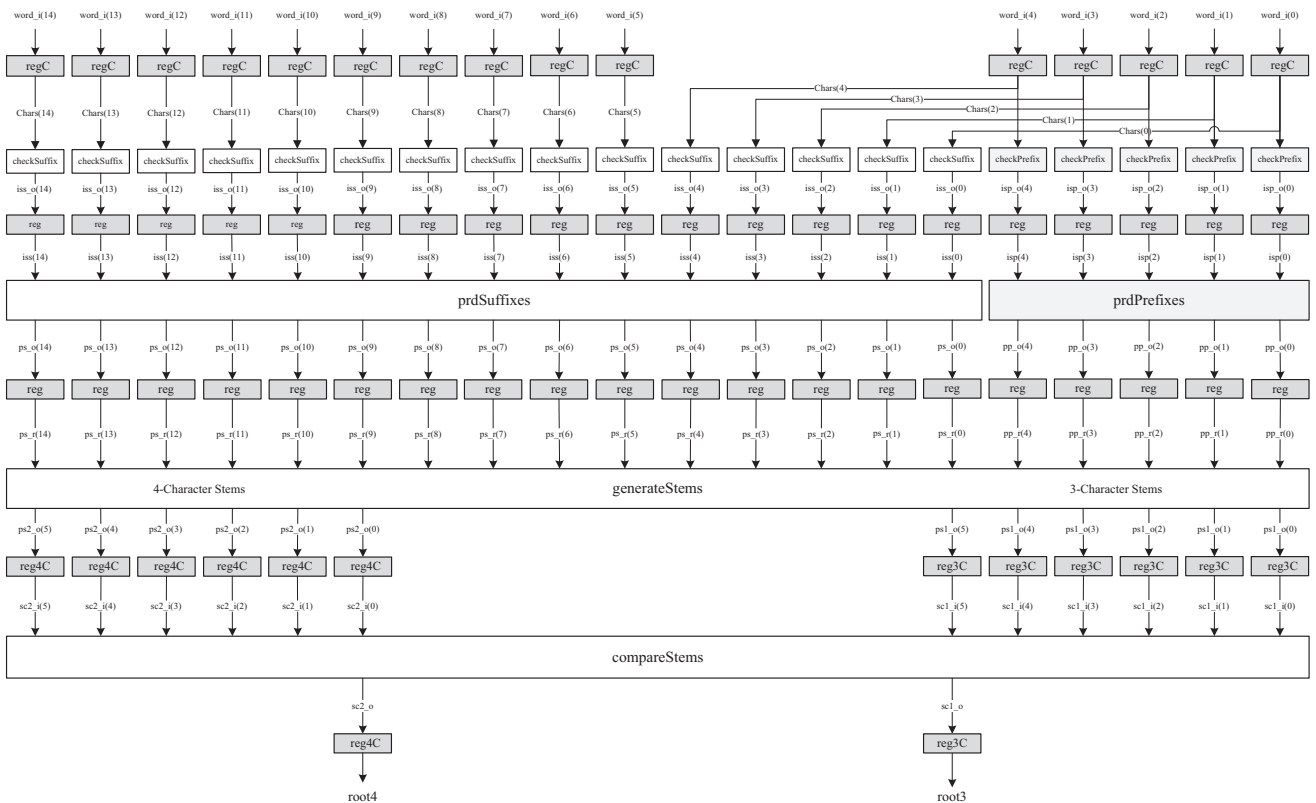 word_i(14) word_i(13) word_i(12) word_i(11) word_i(10) word_i(9) word_i(8) word_i(7) word_i(6) word_i(5) word_i(4) word_i(3) word_i(2) word_i(1) word_i(0)
regC regC regC regC regC regC regC regC regC regC regC regC regC regC regC
Chars(4)
Chars(3)
Chars(14) Chars(13) Chars(12) Chars(11) Chars(10) Chars(9) Chars(8) Chars(7) Chars(6) Chars(5) Chars(2)
Chars(1)
Chars(0)
checkSuffix checkSuffix checkSuffix checkSuffix checkSuffix checkSuffix checkSuffix checkSuffix checkSuffix checkSuffix checkSuffix checkSuffix checkSuffix checkSuffix checkSuffix checkPrefix checkPrefix checkPrefix checkPrefix checkPrefix
iss_o(14) iss_o(13) iss_o(12) iss_o(11) iss_o(10) iss_o(9) iss_o(8) iss_o(7) iss_o(6) iss_o(5) iss_o(4) iss_o(3) iss_o(2) iss_o(1) iss_o(0) isp_o(4) isp_o(3) isp_o(2) isp_o(1) isp_o(0)
reg reg reg reg reg reg reg reg reg reg reg reg reg reg reg reg reg reg reg reg
iss(14) iss(13) iss(12) iss(11) iss(10) iss(9) iss(8) iss(7) iss(6) iss(5) iss(4) iss(3) iss(2) iss(1) iss(0) isp(4) isp(3) isp(2) isp(1) isp(0)
prdSuffixes prdPrefixes
ps_o(14) ps_o(13) ps_o(12) ps_o(11) ps_o(10) ps_o(9) ps_o(8) ps_o(7) ps_o(6) ps_o(5) ps_o(4) ps_o(3) ps_o(2) ps_o(1) ps_o(0) pp_o(4) pp_o(3) pp_o(2) pp_o(1) pp_o(0)
reg reg reg reg reg reg reg reg reg reg reg reg reg reg reg reg reg reg reg reg
ps_r(14) ps_r(13) ps_r(12) ps_r(11) ps_r(10) ps_r(9) ps_r(8) ps_r(7) ps_r(6) ps_r(5) ps_r(4) ps_r(3) ps_r(2) ps_r(1) ps_r(0) pp_r(4) pp_r(3) pp_r(2) pp_r(1) pp_r(0)
4-Character Stems generateStems 3-Character Stems
ps2_o(5) ps2_o(4) ps2_o(3) ps2_o(2) ps2_o(1) ps2_o(0) ps1_o(5) ps1_o(4) ps1_o(3) ps1_o(2) ps1_o(1) ps1_o(0)
reg4C reg4C reg4C reg4C reg4C reg4C reg3C reg3C reg3C reg3C reg3C reg3C
sc2_i(5) sc2_i(4) sc2_i(3) sc2_i(2) sc2_i(1) sc2_i(0) sc1_i(5) sc1_i(4) sc1_i(3) sc1_i(2) sc1_i(1) sc1_i(0)
compareStems
sc2_o sc1_o
reg4C reg3C
root4 root3